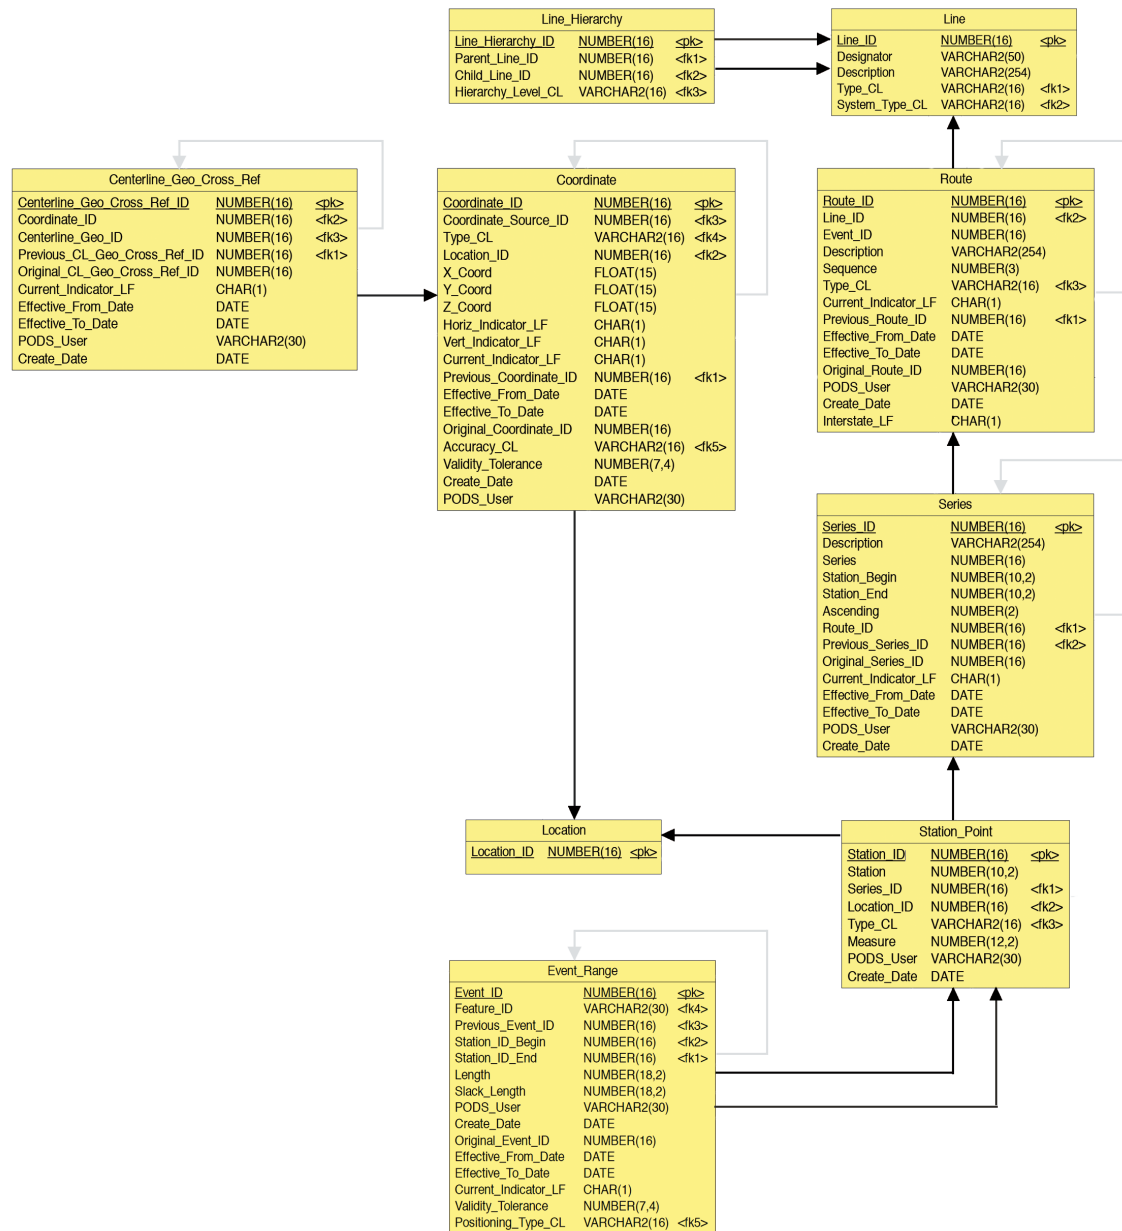 Line_Hierarchy
Line_Hierarchy_ID NUMBER(16) <pk>
Parent_Line_ID NUMBER(16) <fk1>
Child_Line_ID NUMBER(16) <fk2>
Hierarchy_Level_CL VARCHAR2(16) <fk3>
Line
Line_ID NUMBER(16) <pk>
Designator VARCHAR2(50)
Description VARCHAR2(254)
Type_CL VARCHAR2(16) <fk1>
System_Type_CL VARCHAR2(16) <fk2>
Centerline_Geo_Cross_Ref
Centerline_Geo_Cross_Ref_ID NUMBER(16) <pk>
Coordinate_ID NUMBER(16) <fk2>
Centerline_Geo_ID NUMBER(16) <fk3>
Previous_CL_Geo_Cross_Ref_ID NUMBER(16) <fk1>
Original_CL_Geo_Cross_Ref_ID NUMBER(16)
Current_Indicator_LF CHAR(1)
Effective_From_Date DATE
Effective_To_Date DATE
PODS_User VARCHAR2(30)
Create_Date DATE
Coordinate
Coordinate_ID NUMBER(16) <pk>
Coordinate_Source_ID NUMBER(16) <fk3>
Type_CL VARCHAR2(16) <fk4>
Location_ID NUMBER(16) <fk2>
X_Coord FLOAT(15)
Y_Coord FLOAT(15)
Z_Coord FLOAT(15)
Horiz_Indicator_LF CHAR(1)
Vert_Indicator_LF CHAR(1)
Current_Indicator_LF CHAR(1)
Previous_Coordinate_ID NUMBER(16) <fk1>
Effective_From_Date DATE
Effective_To_Date DATE
Original_Coordinate_ID NUMBER(16)
Accuracy_CL VARCHAR2(16) <fk5>
Validity_Tolerance NUMBER(7,4)
Create_Date DATE
PODS_User VARCHAR2(30)
Route
Route_ID NUMBER(16) <pk>
Line_ID NUMBER(16) <fk2>
Event_ID NUMBER(16)
Description VARCHAR2(254)
Sequence NUMBER(3)
Type_CL VARCHAR2(16) <fk3>
Current_Indicator_LF CHAR(1)
Previous_Route_ID NUMBER(16) <fk1>
Effective_From_Date DATE
Effective_To_Date DATE
Original_Route_ID NUMBER(16)
PODS_User VARCHAR2(30)
Create_Date DATE
Interstate_LF CHAR(1)
Series
Series_ID NUMBER(16) <pk>
Description VARCHAR2(254)
Series NUMBER(16)
Station_Begin NUMBER(10,2)
Station_End NUMBER(10,2)
Ascending NUMBER(2)
Route_ID NUMBER(16) <fk1>
Previous_Series_ID NUMBER(16) <fk2>
Original_Series_ID NUMBER(16)
Current_Indicator_LF CHAR(1)
Effective_From_Date DATE
Effective_To_Date DATE
PODS_User VARCHAR2(30)
Create_Date DATE
Location
Location_ID NUMBER(16) <pk>
Station_Point
Station_ID NUMBER(16) <pk>
Station NUMBER(10,2)
Series_ID NUMBER(16) <fk1>
Location_ID NUMBER(16) <fk2>
Type_CL VARCHAR2(16) <fk3>
Measure NUMBER(12,2)
PODS_User VARCHAR2(30)
Create_Date DATE
Event_Range
Event_ID NUMBER(16) <pk>
Feature_ID VARCHAR2(30) <fk4>
Previous_Event_ID NUMBER(16) <fk3>
Station_ID_Begin NUMBER(16) <fk2>
Station_ID_End NUMBER(16) <fk1>
Length NUMBER(18,2)
Slack_Length NUMBER(18,2)
PODS_User VARCHAR2(30)
Create_Date DATE
Original_Event_ID NUMBER(16)
Effective_From_Date DATE
Effective_To_Date DATE
Current_Indicator_LF CHAR(1)
Validity_Tolerance NUMBER(7,4)
Positioning_Type_CL VARCHAR2(16) <fk5>